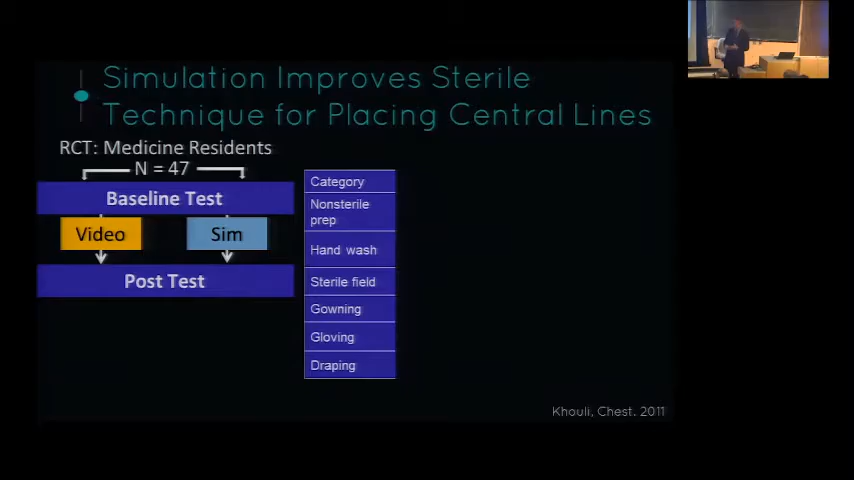 Simulation Improves Sterile
Technique for Placing Central Lines
RCT: Medicine Residents
N = 47
Baseline Test
Video
Sim
Post Test
Category
Nonsterile
prep
Hand wash
Sterile field
Gowning
Gloving
Draping
Khouli, Chest. 2011